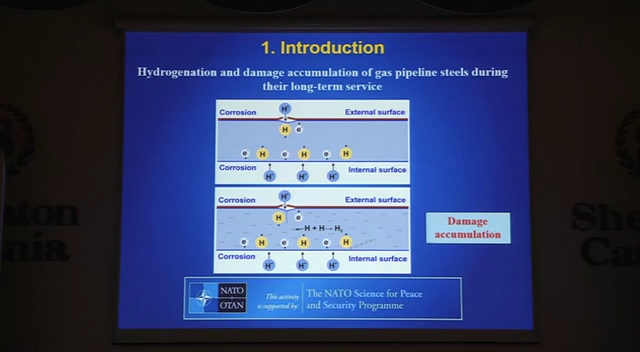 1. Introduction
Hydrogenation and damage accumulation of gas pipeline steels during
their long-term service
Corrosion
H⁺
External surface
H
e
e
H
e
H
e
H
Corrosion
H⁺
H⁺
H⁺
Internal surface
Corrosion
H⁺
External surface
H
e
H + H → H₂
e
H
e
H
e
H
Corrosion
H⁺
H⁺
H⁺
Internal surface
Damage
accumulation
NATO
OTAN
This activity
is supported by:
The NATO Science for Peace
and Security Programme